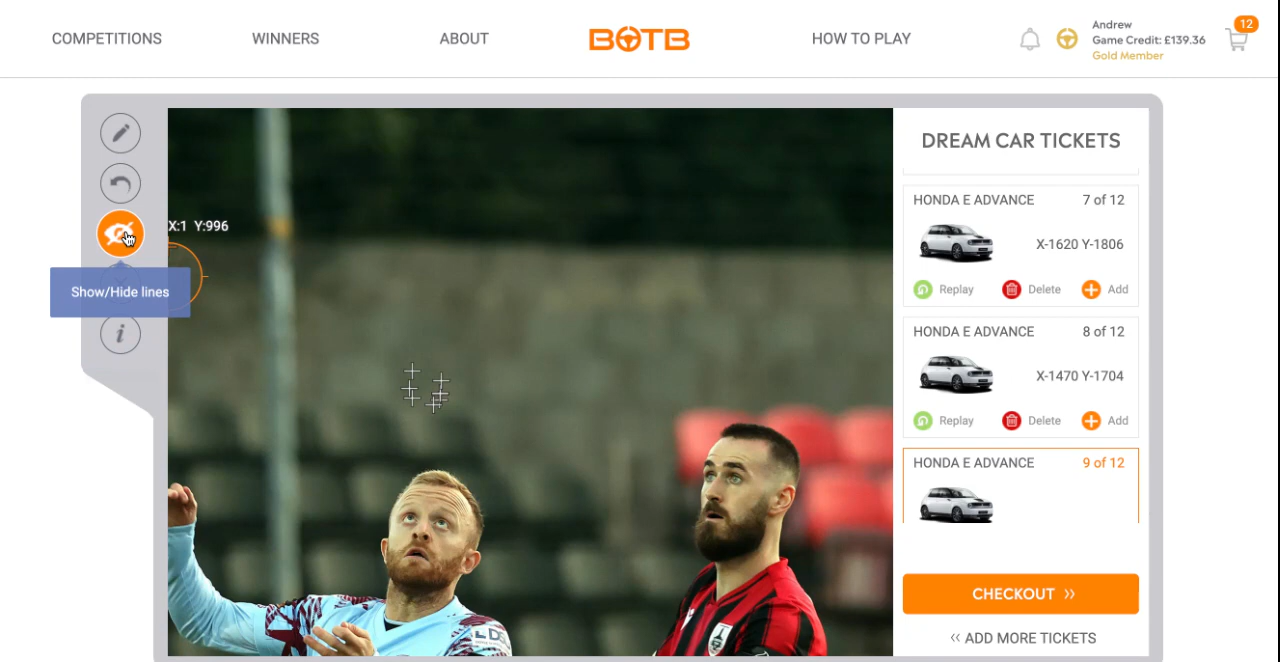 COMPETITIONS
WINNERS
ABOUT
BOTB
HOW TO PLAY
Andrew
Game Credit: £139.36
Gold Member
12
X:1 Y:996
Show/Hide lines
i
DREAM CAR TICKETS
HONDA E ADVANCE 7 of 12
X-1620 Y-1806
Replay Delete Add
HONDA E ADVANCE 8 of 12
X-1470 Y-1704
Replay Delete Add
HONDA E ADVANCE 9 of 12
CHECKOUT >>
<< ADD MORE TICKETS